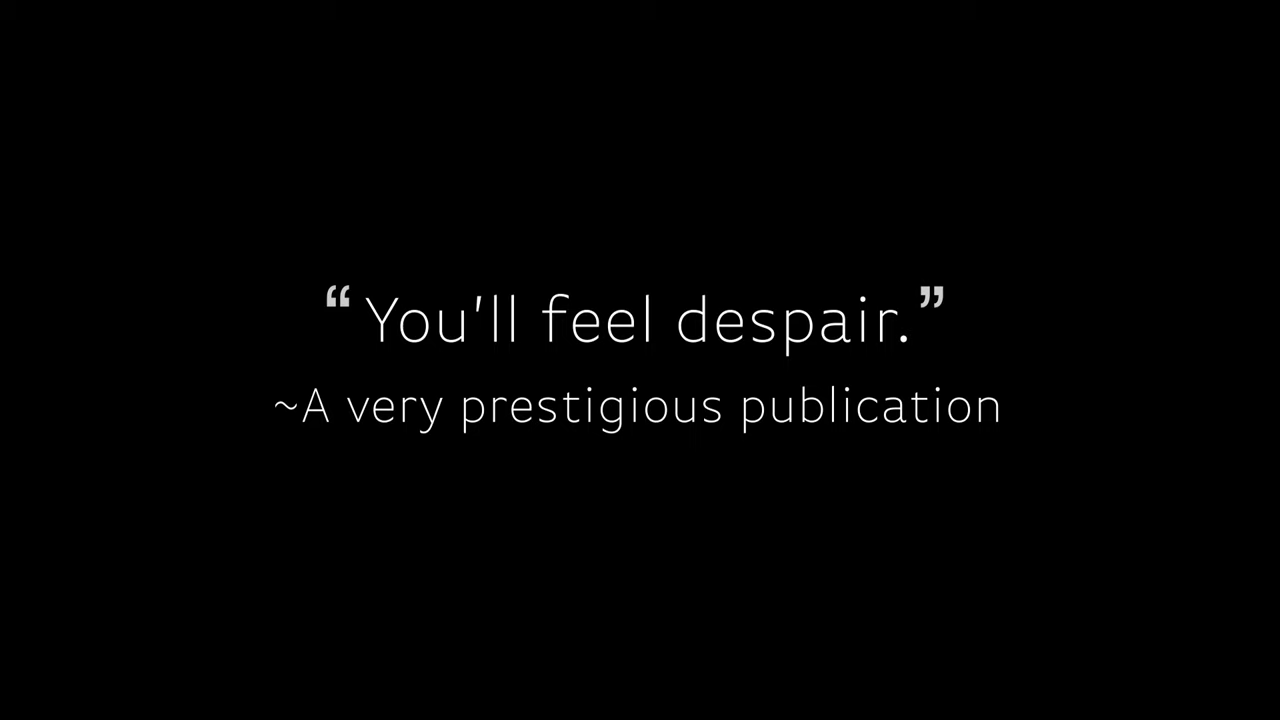 “You'll feel despair.”
~A very prestigious publication